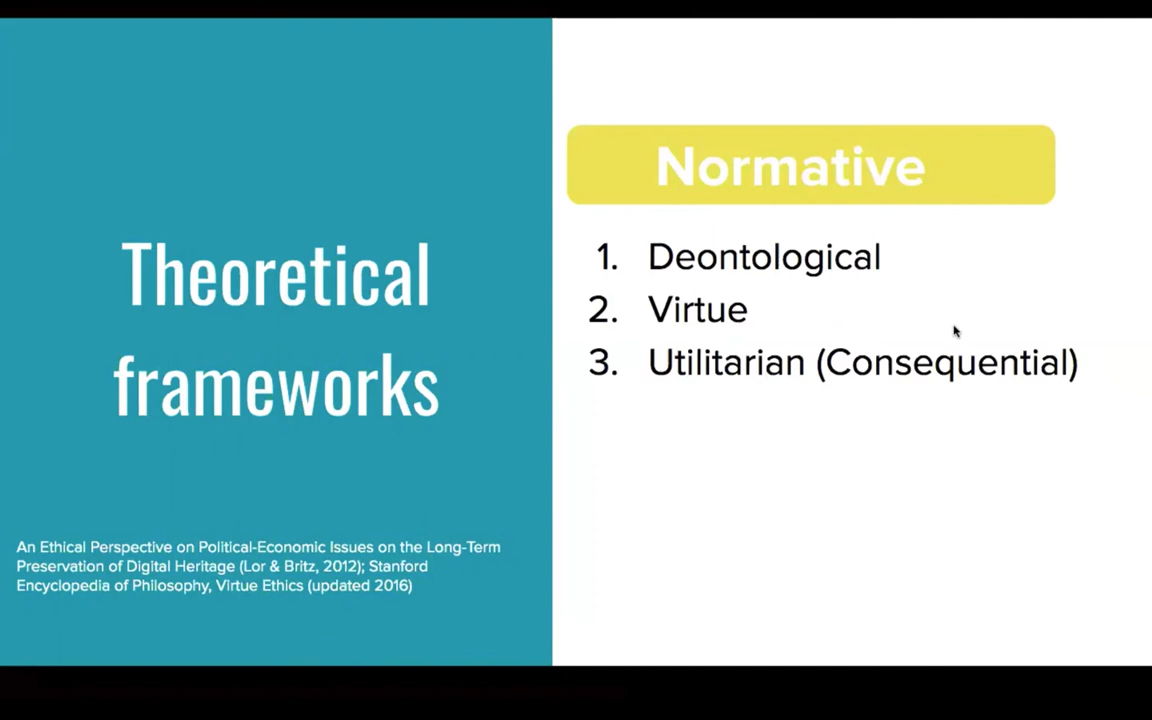 Theoretical
frameworks
An Ethical Perspective on Political-Economic Issues on the Long-Term
Preservation of Digital Heritage (Lor & Britz, 2012); Stanford
Encyclopedia of Philosophy, Virtue Ethics (updated 2016)
Normative
1. Deontological
2. Virtue
3. Utilitarian (Consequential)